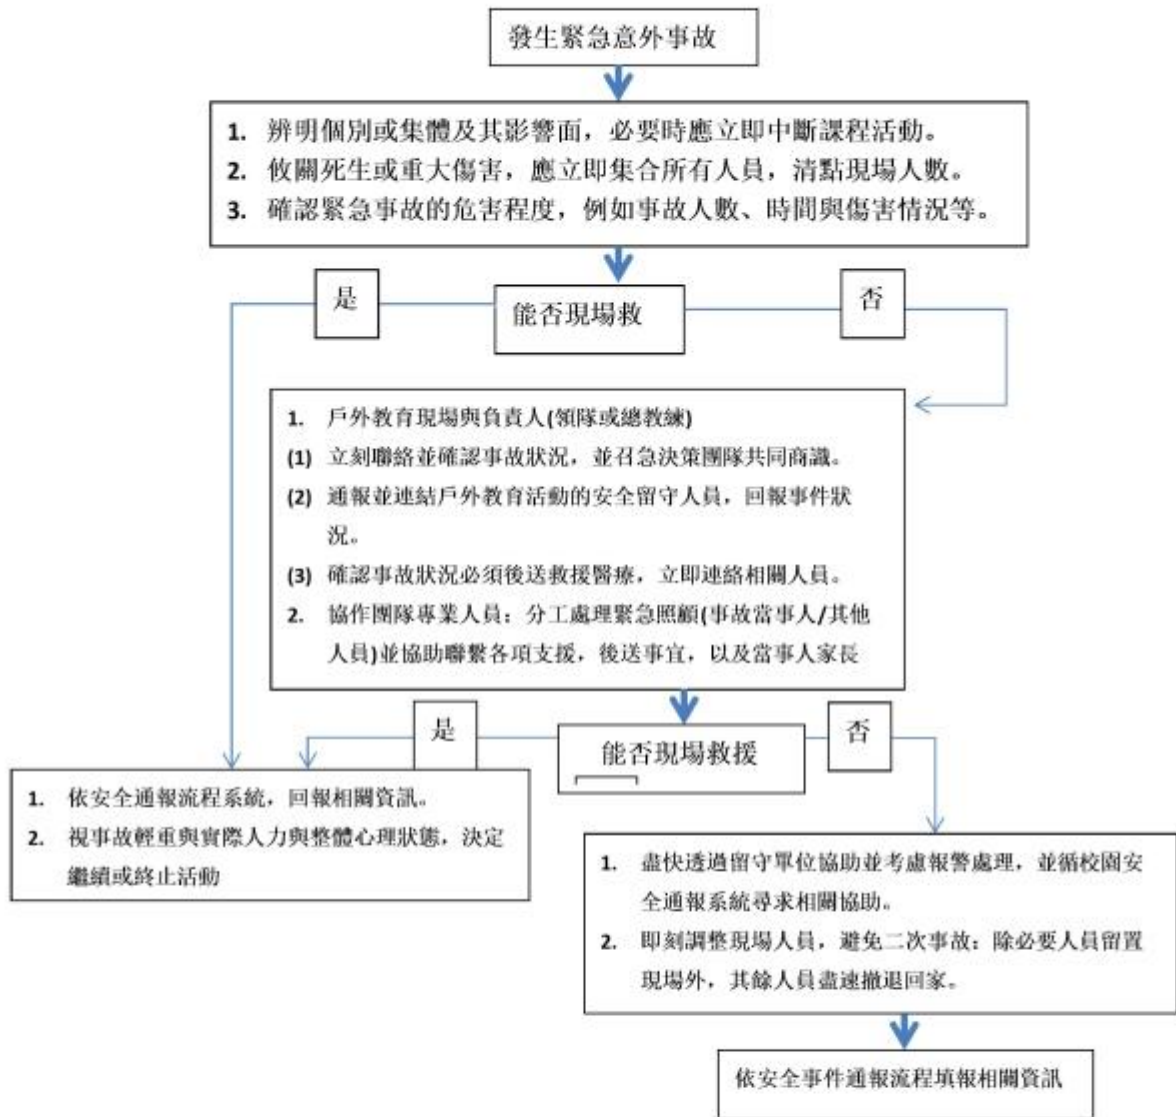 發生緊急意外事故
1. 辨明個別或集體及其影響面，必要時應立即中斷課程活動。
2. 攸關死生或重大傷害，應立即集合所有人員，清點現場人數。
3. 確認緊急事故的危害程度，例如事故人數、時間與傷害情況等。
是
能否現場救
否
1. 戶外教育現場與負責人(領隊或總教練)
(1) 立刻聯絡並確認事故狀況，並召急決策團隊共同商識。
(2) 通報並連結戶外教育活動的安全留守人員，回報事件狀
況。
(3) 確認事故狀況必須後送救援醫療，立即連絡相關人員。
2. 協作團隊專業人員：分工處理緊急照顧(事故當事人/其他
人員)並協助聯繫各項支援，後送事宜，以及當事人家長
是
能否現場救援
否
1. 依安全通報流程系統，回報相關資訊。
2. 視事故輕重與實際人力與整體心理狀態，決定
繼續或終止活動
1. 盡快透過留守單位協助並考慮報警處理，並循校園安
全通報系統尋求相關協助。
2. 即刻調整現場人員，避免二次事故：除必要人員留置
現場外，其餘人員盡速撤退回家。
依安全事件通報流程填報相關資訊